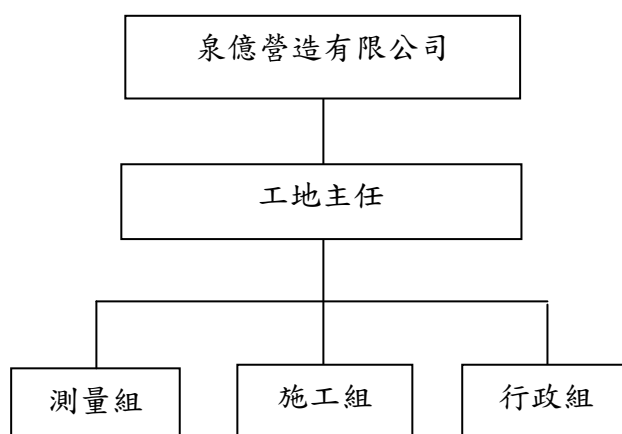 泉億營造有限公司
工地主任
測量組
施工組
行政組